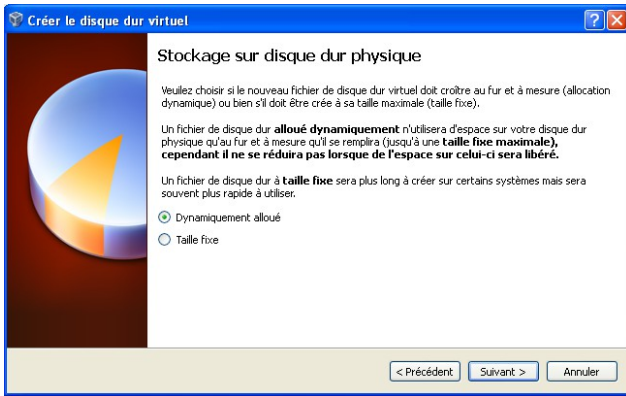 Créer le disque dur virtuel
Stockage sur disque dur physique
Veuilez choisir si le nouveau fichier de disque dur virtuel doit croître au fur et à mesure (allocation
dynamique) ou bien s'il doit être crée à sa taille maximale (taille fixe).
Un fichier de disque dur alloué dynamiquement n'utilisera d'espace sur votre disque dur
physique qu'au fur et à mesure qu'il se remplira (jusqu'à une taille fixe maximale),
cependant il ne se réduira pas lorsque de l'espace sur celui-ci sera libéré.
Un fichier de disque dur à taille fixe sera plus long à créer sur certains systèmes mais sera
souvent plus rapide à utiliser.
Dynamiquement alloué
Taille fixe
< Précédent Suivant > Annuler